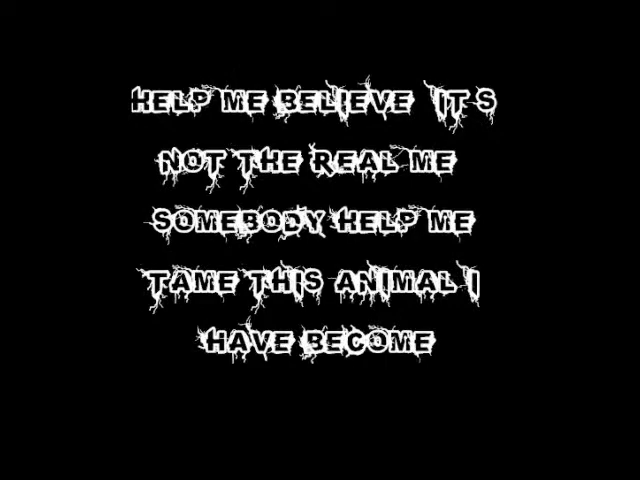 HELP ME BELIEVE IT S
NOT THE REAL ME
SOMEBODY HELP ME
TAME THIS ANIMAL I
HAVE BECOME